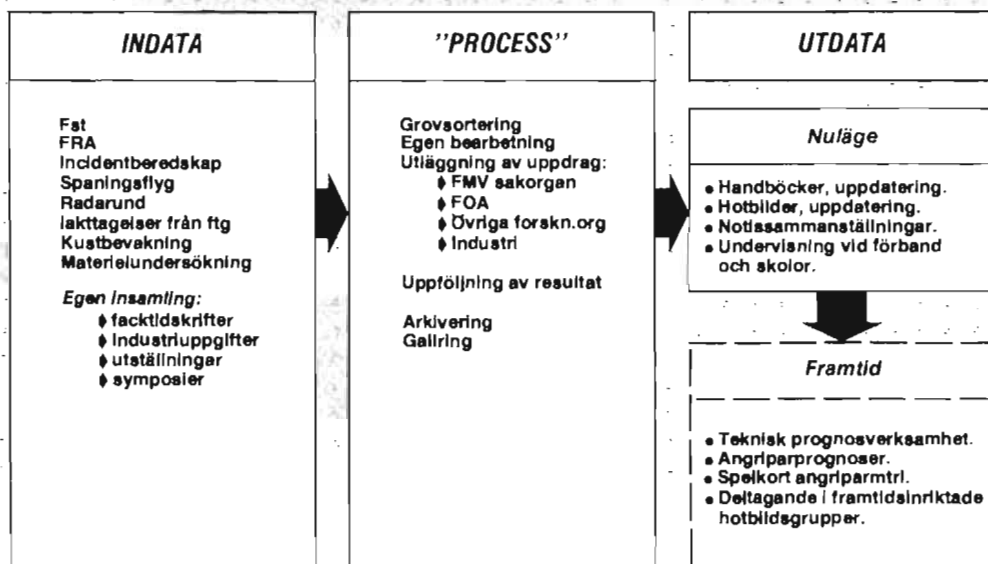 INDATA
Fst
FRA
Incidentberedskap
Spaningsflyg
Radarund
Iakttagelser från ftg
Kustbevakning
Materielundersökning
Egen insamling:
♦ facktidskrifter
♦ industriuppgifter
♦ utställningar
♦ symposier
"PROCESS"
Grovsortering
Egen bearbetning
Utläggning av uppdrag:
♦ FMV sakorgan
♦ FOA
♦ Övriga forskn.org
♦ Industri
Uppföljning av resultat
Arkivering
Gallring
UTDATA
Nuläge
• Handböcker, uppdatering.
• Hotbilder, uppdatering.
• Notissammanställningar.
• Undervisning vid förband
och skolor.
Framtid
• Teknisk prognosverksamhet.
• Angriparprognoser.
• Spelkort angriparmtrl.
• Deltagande i framtidsinriktade
hotbildsgrupper.